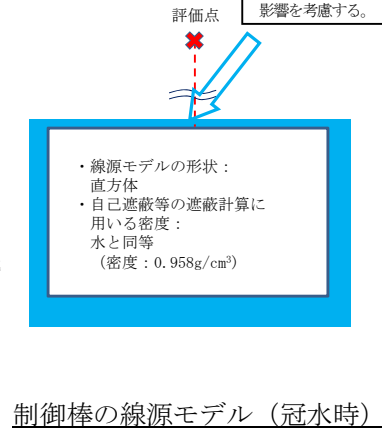 影響を考慮する。
評価点
・線源モデルの形状：
直方体
・自己遮蔽等の遮蔽計算に
用いる密度：
水と同等
（密度：0.958g/cm³）
制御棒の線源モデル（冠水時）